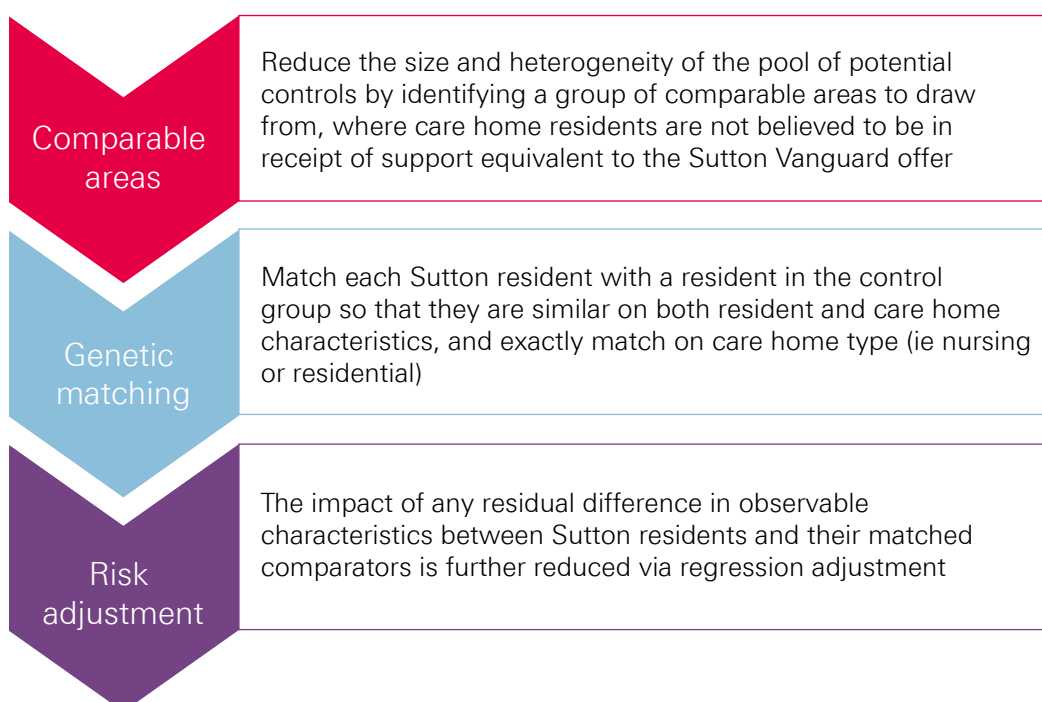 Comparable
areas
Reduce the size and heterogeneity of the pool of potential
controls by identifying a group of comparable areas to draw
from, where care home residents are not believed to be in
receipt of support equivalent to the Sutton Vanguard offer
Genetic
matching
Match each Sutton resident with a resident in the control
group so that they are similar on both resident and care home
characteristics, and exactly match on care home type (ie nursing
or residential)
Risk
adjustment
The impact of any residual difference in observable
characteristics between Sutton residents and their matched
comparators is further reduced via regression adjustment